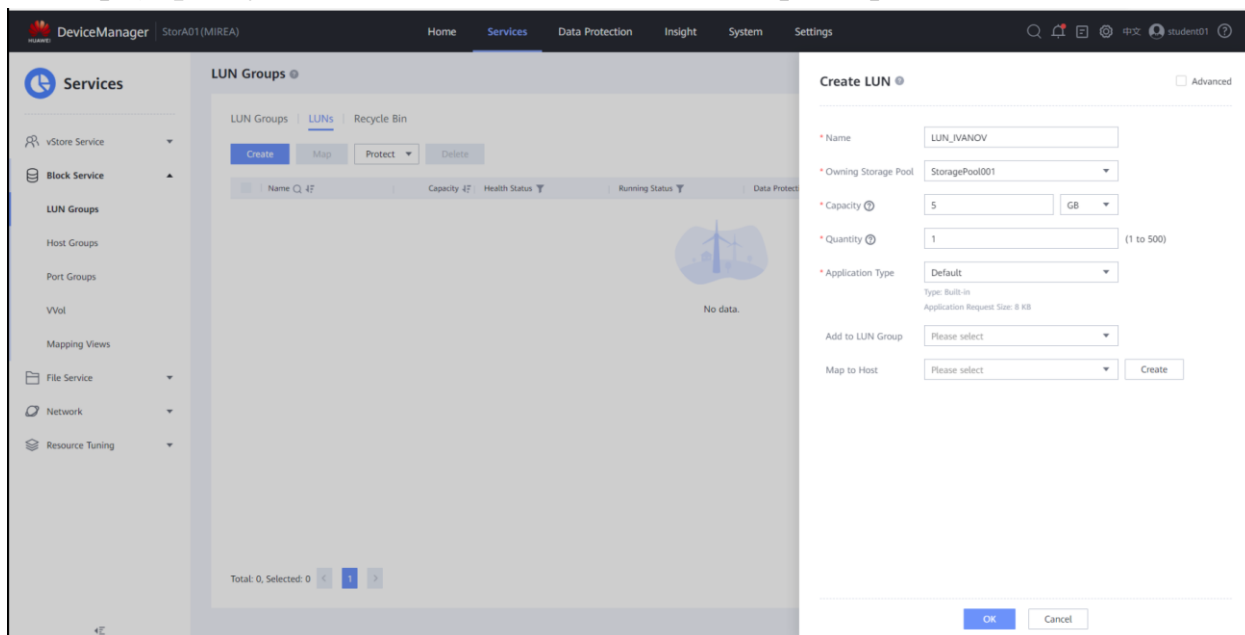 HUAWEI DeviceManager StorA01(MIREA) Home Services Data Protection Insight System Settings 中文 student01
Services
vStore Service
Block Service
LUN Groups
Host Groups
Port Groups
VVol
Mapping Views
File Service
Network
Resource Tuning
LUN Groups
LUN Groups LUNs Recycle Bin
Create Map Protect Delete
Name Capacity Health Status Running Status Data Protecti
No data.
Total: 0, Selected: 0 < 1 >
Create LUN Advanced
* Name LUN_IVANOV
* Owning Storage Pool StoragePool001
* Capacity 5 GB
* Quantity 1 (1 to 500)
* Application Type Default
Type: Built-in
Application Request Size: 8 KB
Add to LUN Group Please select
Map to Host Please select Create
OK Cancel